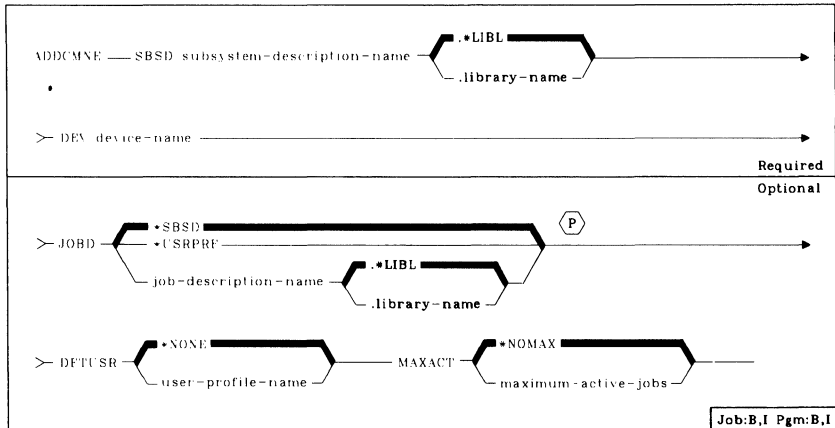 .*LIBL
ADDCMNE SBSD subsystem-description-name
.library-name
DEV device-name
Required
Optional
*SBSD
P
JOBD *USRPRF
.*LIBL
job-description-name
.library-name
*NONE *NOMAX
DFTUSR MAXACT
user-profile-name maximum-active-jobs
Job:B,I Pgm:B,I